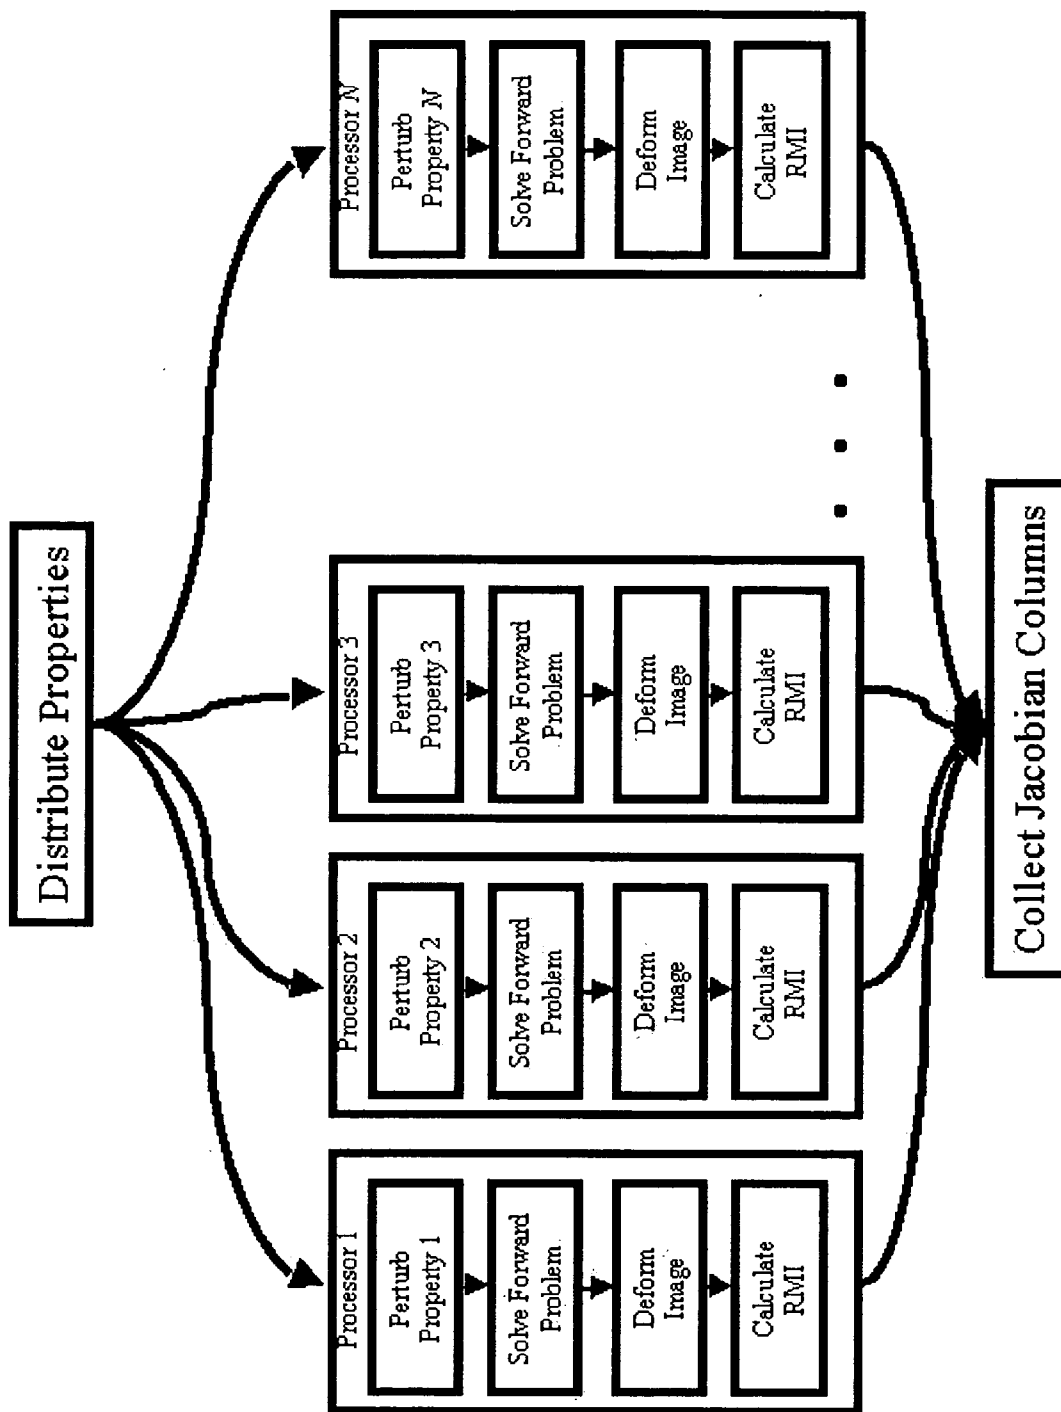 Distribute Properties
Processor 1
Perturb
Property 1
Solve Forward
Problem
Deform
Image
Calculate
RMI
Processor 2
Perturb
Property 2
Solve Forward
Problem
Deform
Image
Calculate
RMI
Processor 3
Perturb
Property 3
Solve Forward
Problem
Deform
Image
Calculate
RMI
. . .
Processor N
Perturb
Property N
Solve Forward
Problem
Deform
Image
Calculate
RMI
Collect Jacobian Columns